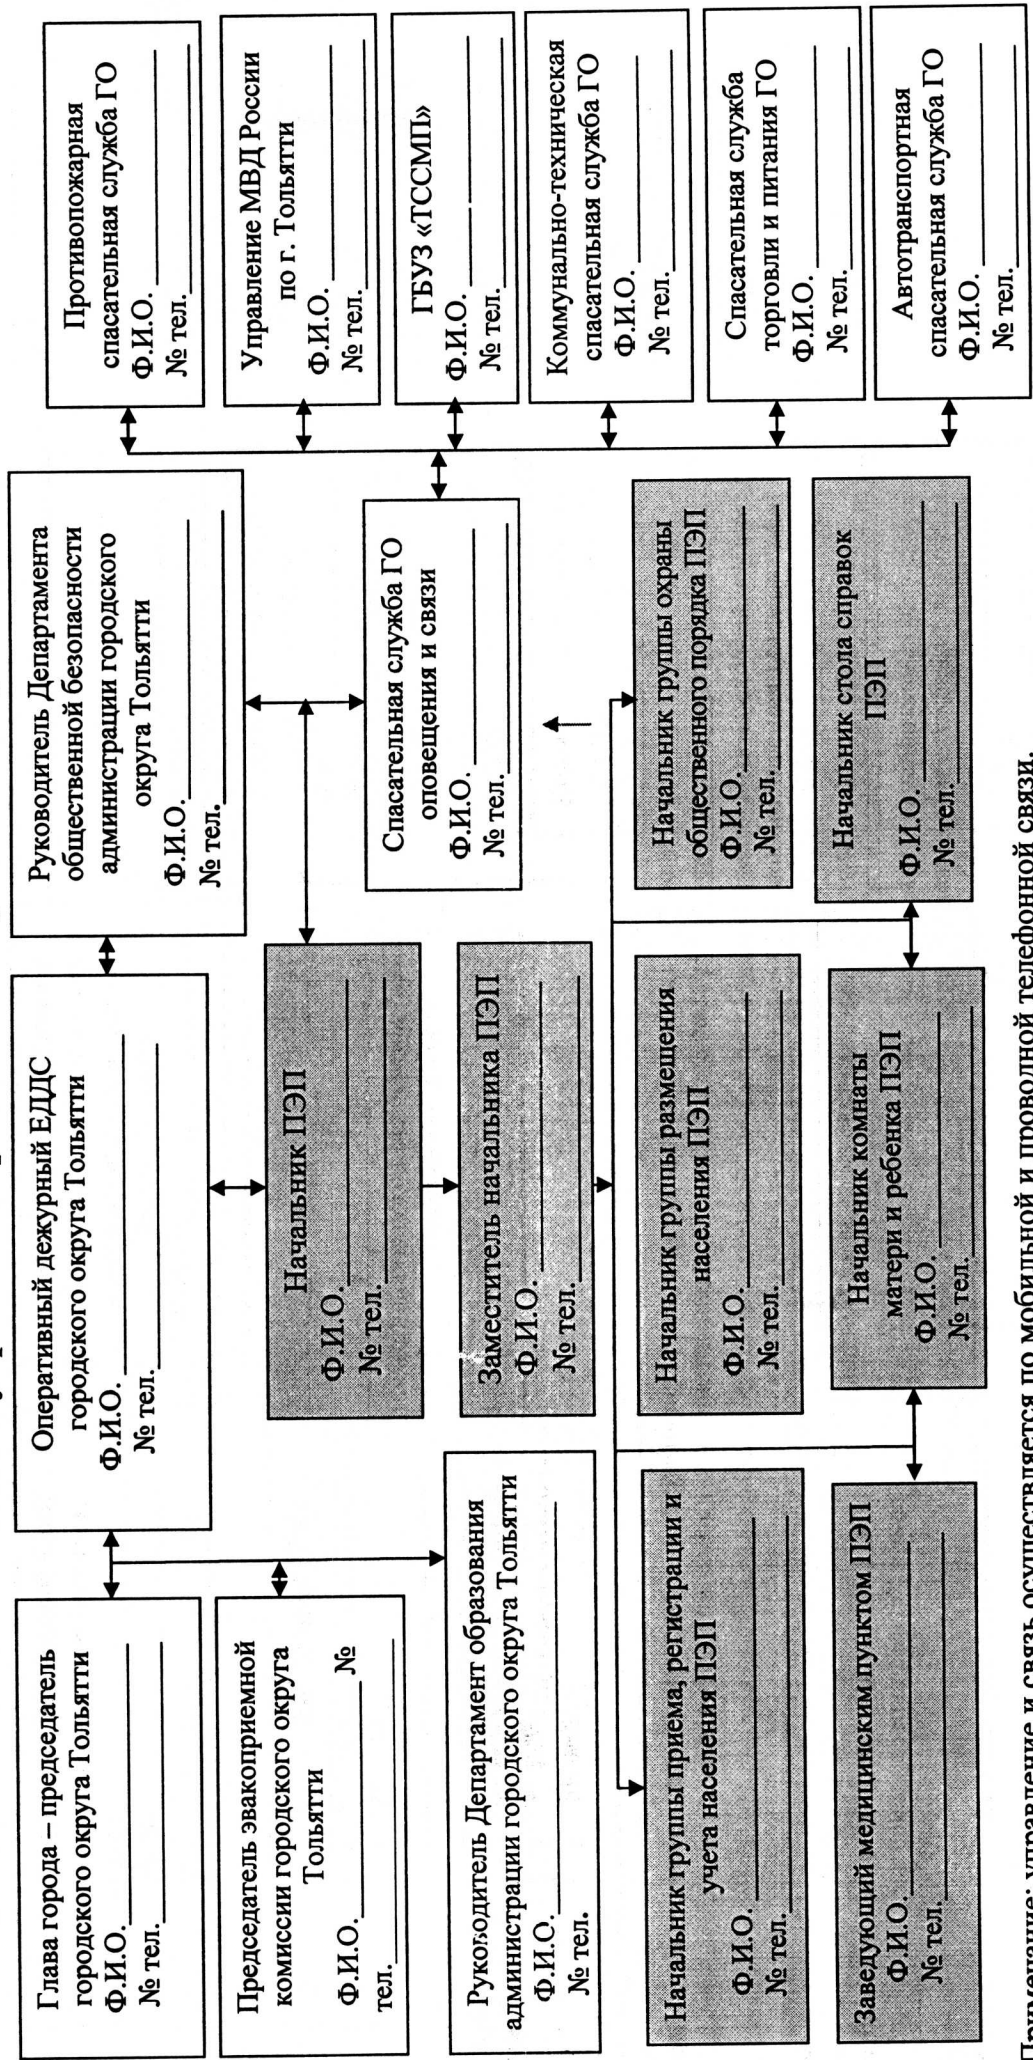 Глава города – председатель
городского округа Тольятти
Ф.И.О.
№ тел.
Оперативный дежурный ЕДДС
городского округа Тольятти
Ф.И.О.
№ тел.
Руководитель Департамента
общественной безопасности
администрации городского
округа Тольятти
Ф.И.О.
№ тел.
Противопожарная
спасательная служба ГО
Ф.И.О.
№ тел.
Председатель эвакоприемной
комиссии городского округа
Тольятти
Ф.И.О. №
тел.
Начальник ПЭП
Ф.И.О.
№ тел.
Управление МВД России
по г. Тольятти
Ф.И.О.
№ тел.
Спасательная служба ГО
оповещения и связи
Ф.И.О.
№ тел.
ГБУЗ «ТССМП»
Ф.И.О.
№ тел.
Руководитель Департамент образования
администрации городского округа Тольятти
Ф.И.О.
№ тел.
Заместитель начальника ПЭП
Ф.И.О.
№ тел.
Коммунально-техническая
спасательная служба ГО
Ф.И.О.
№ тел.
Начальник группы приема, регистрации и
учета населения ПЭП
Ф.И.О.
№ тел.
Начальник группы размещения
населения ПЭП
Ф.И.О.
№ тел.
Начальник группы охраны
общественного порядка ПЭП
Ф.И.О.
№ тел.
Спасательная служба
торговли и питания ГО
Ф.И.О.
№ тел.
Заведующий медицинским пунктом ПЭП
Ф.И.О.
№ тел.
Начальник комнаты
матери и ребенка ПЭП
Ф.И.О.
№ тел.
Начальник стола справок
ПЭП
Ф.И.О.
№ тел.
Автотранспортная
спасательная служба ГО
Ф.И.О.
№ тел.
управление и связь осуществляется по мобильной и проводной телефонной связи.